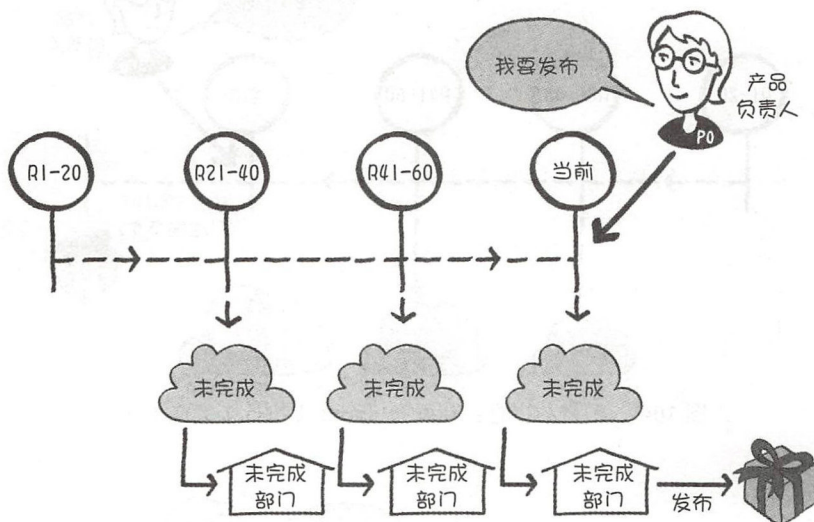 我要发布
产品
负责人
PO
R1-20
R21-40
R41-60
当前
未完成
未完成
未完成
未完成
部门
未完成
部门
未完成
部门
发布